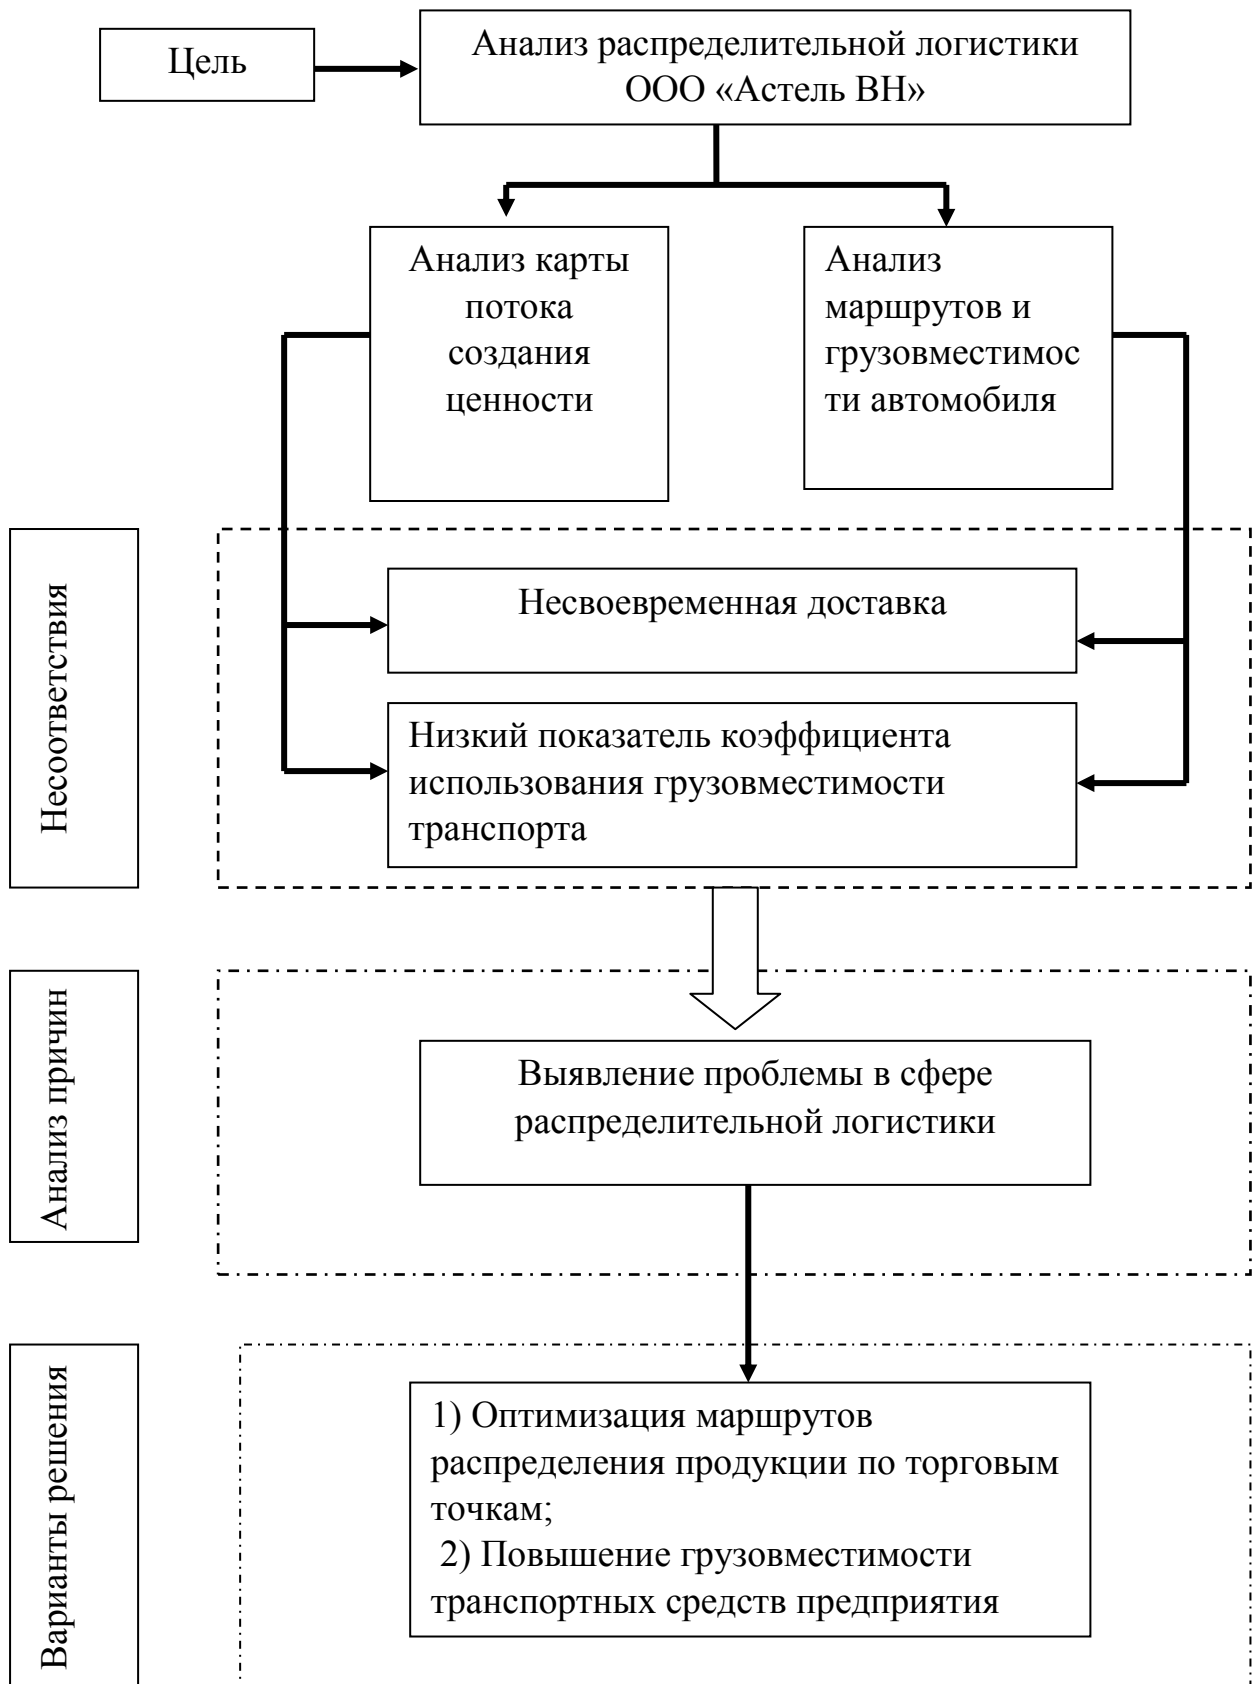 Цель
Анализ распределительной логистики
ООО «Астель ВН»
Анализ карты
потока
создания
ценности
Анализ
маршрутов и
грузовместимос
ти автомобиля
Несоответствия
Несвоевременная доставка
Низкий показатель коэффициента
использования грузовместимости
транспорта
Анализ причин
Выявление проблемы в сфере
распределительной логистики
Варианты решения
1) Оптимизация маршрутов
распределения продукции по торговым
точкам;
2) Повышение грузовместимости
транспортных средств предприятия